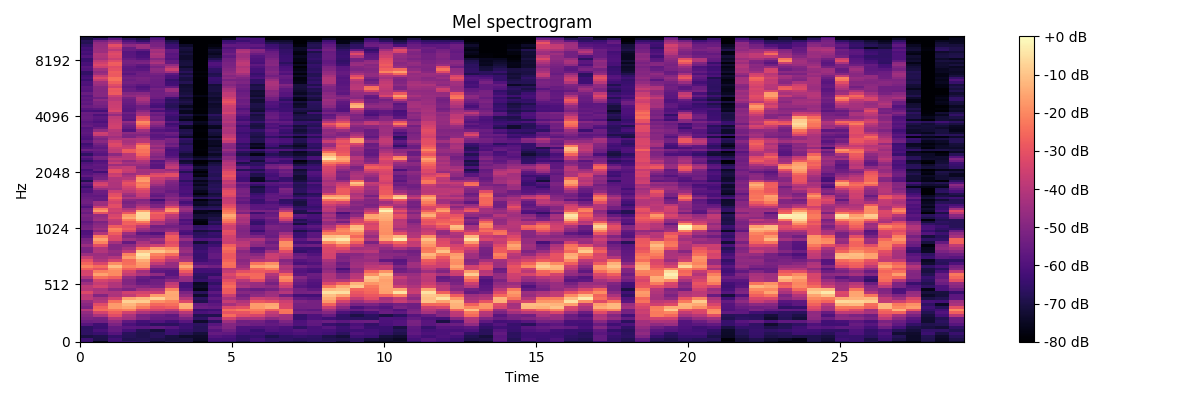 Mel spectrogram
Hz
8192
4096
2048
1024
512
0
0 5 10 15 20 25
Time
+0 dB
-10 dB
-20 dB
-30 dB
-40 dB
-50 dB
-60 dB
-70 dB
-80 dB